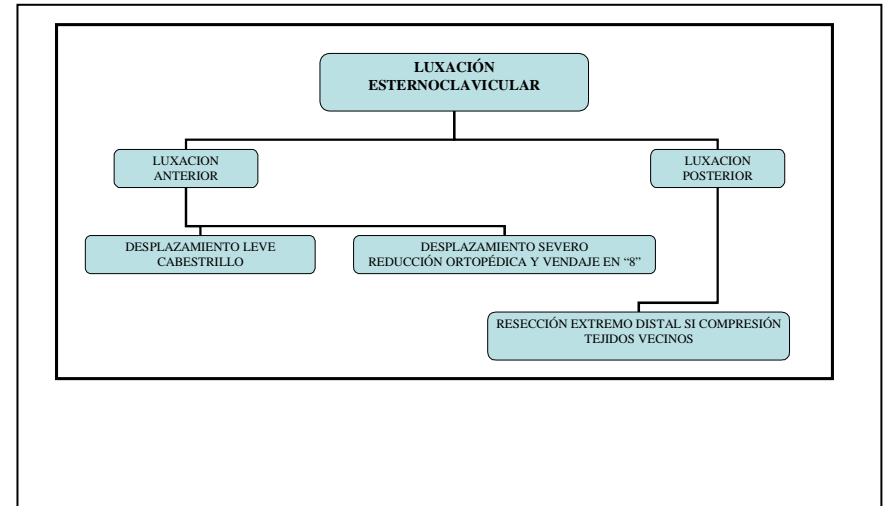 LUXACIÓN
ESTERNOCLAVICULAR
LUXACION
ANTERIOR
LUXACION
POSTERIOR
DESPLAZAMIENTO LEVE
CABESTRILLO
DESPLAZAMIENTO SEVERO
REDUCCIÓN ORTOPÉDICA Y VENDAJE EN “8”
RESECCIÓN EXTREMO DISTAL SI COMPRESIÓN
TEJIDOS VECINOS